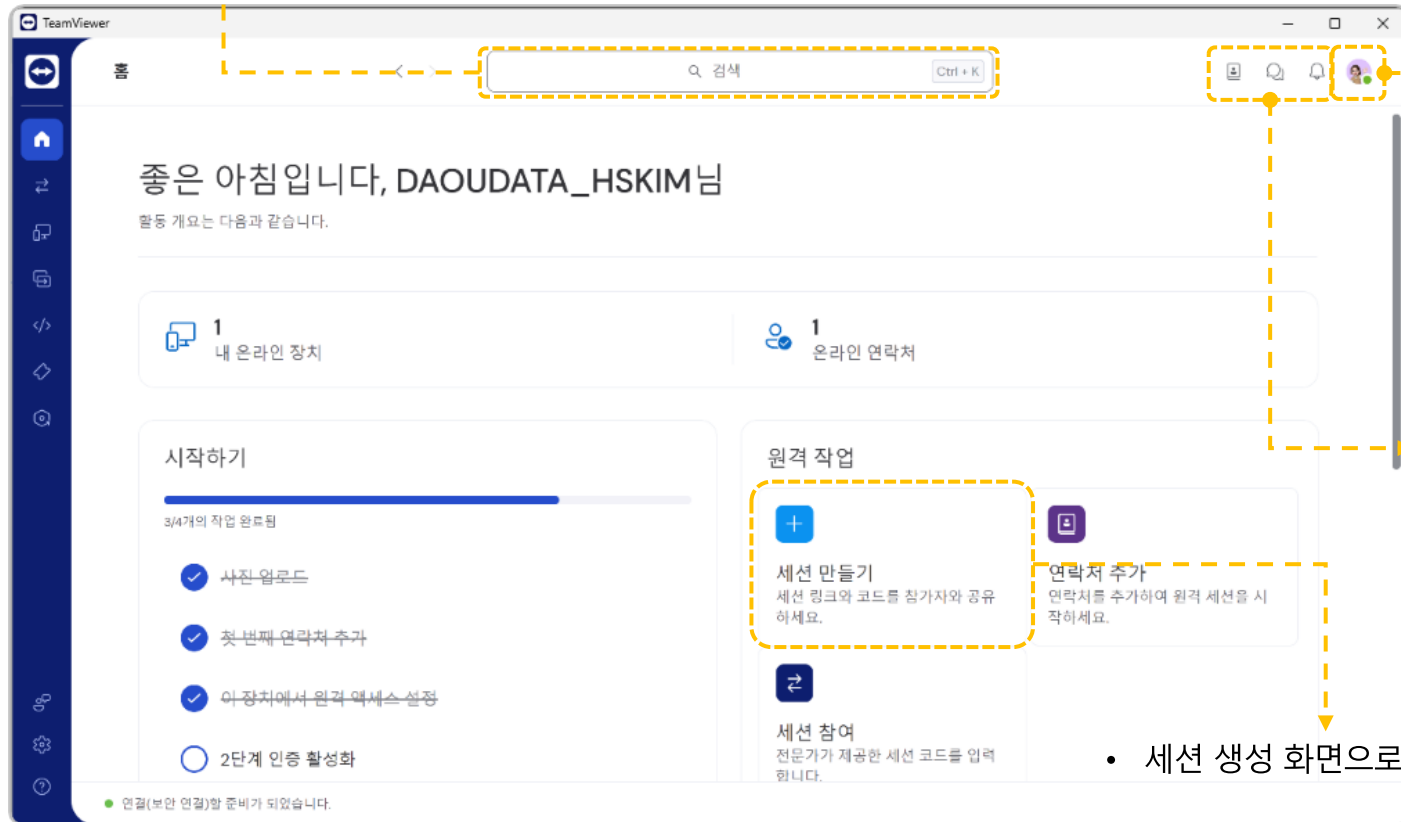 TeamViewer
홈
검색
Ctrl + K
좋은 아침입니다, DAOUDATA_HSKIM님
활동 개요는 다음과 같습니다.
1
내 온라인 장치
1
온라인 연락처
시작하기
3/4개의 작업 완료됨
사진 업로드
첫 번째 연락처 추가
이 장치에서 원격 액세스 설정
2단계 인증 활성화
원격 작업
세션 만들기
세션 링크와 코드를 참가자와 공유
하세요.
연락처 추가
연락처를 추가하여 원격 세션을 시
작하세요.
세션 참여
전문가가 제공한 세션 코드를 입력
합니다.
• 세션 생성 화면으로
연결(보안 연결)할 준비가 되었습니다.